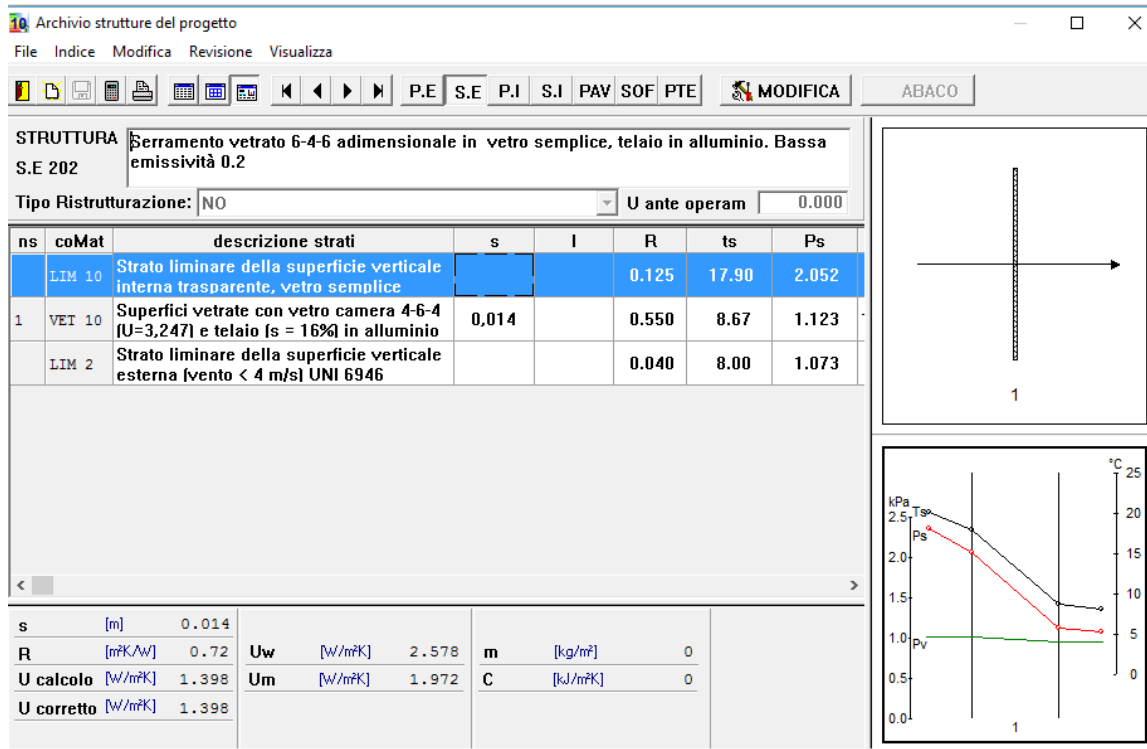 Archivio strutture del progetto
File Indice Modifica Revisione Visualizza
P.E S.E P.I S.I PAV SOF PTE MODIFICA ABACO
STRUTTURA
S.E 202
Serramento vetrato 6-4-6 adimensionale in vetro semplice, telaio in alluminio. Bassa
emissività 0.2
Tipo Ristrutturazione: NO U ante operam 0.000
ns coMat descrizione strati s l R ts Ps
LIM 10 Strato liminare della superficie verticale
interna trasparente, vetro semplice 0.125 17.90 2.052
1 VET 10 Superfici vetrate con vetro camera 4-6-4
(U=3,247) e telaio (s = 16%) in alluminio 0,014 0.550 8.67 1.123
LIM 2 Strato liminare della superficie verticale
esterna (vento < 4 m/s) UNI 6946 0.040 8.00 1.073
s [m] 0.014
R [m²K/W] 0.72 Uw [W/m²K] 2.578 m [kg/m²] 0
U calcolo [W/m²K] 1.398 Um [W/m²K] 1.972 C [kJ/m²K] 0
U corretto [W/m²K] 1.398
1
°C
25
kPa
2.5 Ts 20
Ps
2.0 15
1.5 10
1.0 Pv 5
0.5 0
0.0
1